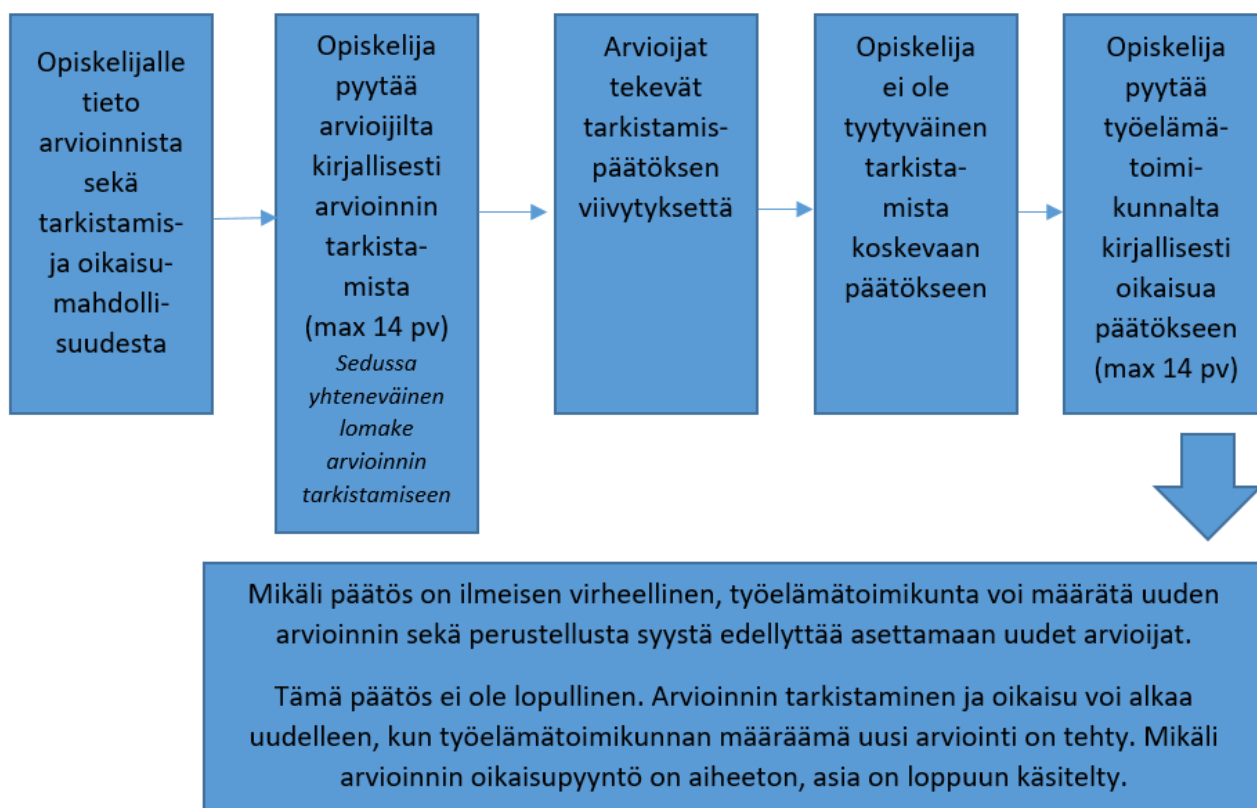 Opiskelijalle
tieto
arvioinnista
sekä
tarkistamis-
ja oikaisu-
mahdolli-
suudesta
Opiskelija
pyytää
arvioijilta
kirjallisesti
arvioinnin
tarkista-
mista
(max 14 pv)
Sedussa
yhteneväinen
lomake
arvioinnin
tarkistamiseen
Arvioijat
tekevät
tarkistamis-
päätöksen
viivytyksettä
Opiskelija
ei ole
tyytyväinen
tarkista-
mista
koskevaan
päätökseen
Opiskelija
pyytää
työelämä-
toimi-
kunnalta
kirjallisesti
oikaisua
päätökseen
(max 14 pv)
Mikäli päätös on ilmeisen virheellinen, työelämätoimikunta voi määrätä uuden
arvioinnin sekä perustellusta syystä edellyttää asettamaan uudet arvioijat.
Tämä päätös ei ole lopullinen. Arvioinnin tarkistaminen ja oikaisu voi alkaa
uudelleen, kun työelämätoimikunnan määräämä uusi arviointi on tehty. Mikäli
arvioinnin oikaisupyyntö on aiheeton, asia on loppuun käsitelty.